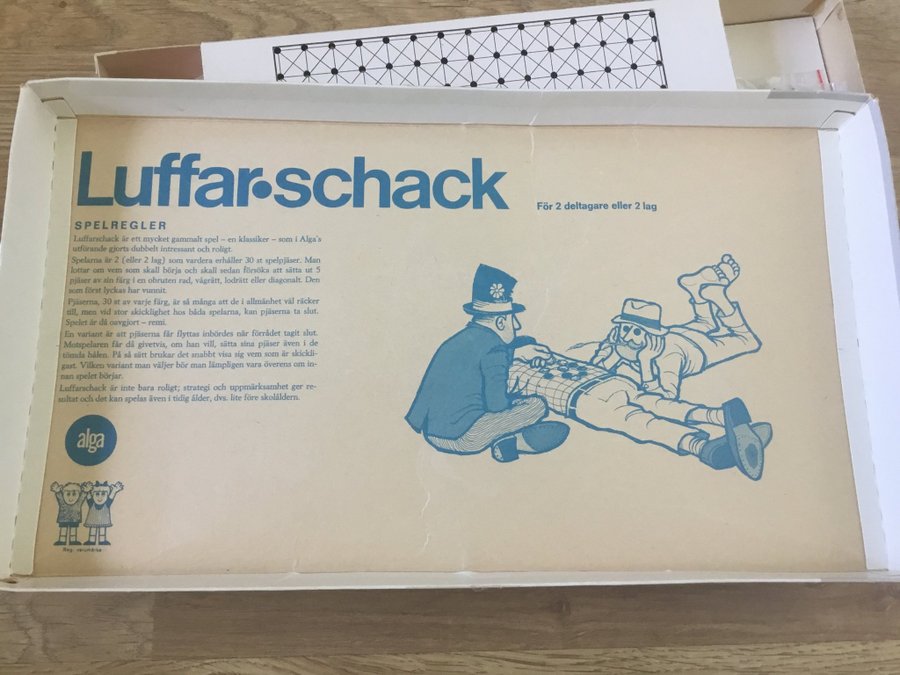 Luffar•schack
För 2 deltagare eller 2 lag
SPELREGLER
Luffarschack är ett mycket gammalt spel – en klassiker – som i Alga's
utförande gjorts dubbelt intressant och roligt.
Spelarna är 2 (eller 2 lag) som vardera erhåller 30 st spelpjäser. Man
lottar om vem som skall börja och skall sedan försöka att sätta ut 5
pjäser av sin färg i en obruten rad, vågrätt, lodrätt eller diagonalt. Den
som först lyckas har vunnit.
Pjäserna, 30 st av varje färg, är så många att de i allmänhet väl räcker
till, men vid stor skicklighet hos båda spelarna, kan pjäserna ta slut.
Spelet är då oavgjort – remi.
En variant är att pjäserna får flyttas inbördes när förrådet tagit slut.
Motspelaren får då givetvis, om han vill, sätta sina pjäser även i de
tömda hålen. På så sätt brukar det snabbt visa sig vem som är skickli-
gast. Vilken variant man väljer bör man lämpligen vara överens om in-
nan spelet börjar.
Luffarschack är inte bara roligt; strategi och uppmärksamhet ger re-
sultat och det kan spelas även i tidig ålder, dvs. lite före skolåldern.
alga
Reg. varumärke